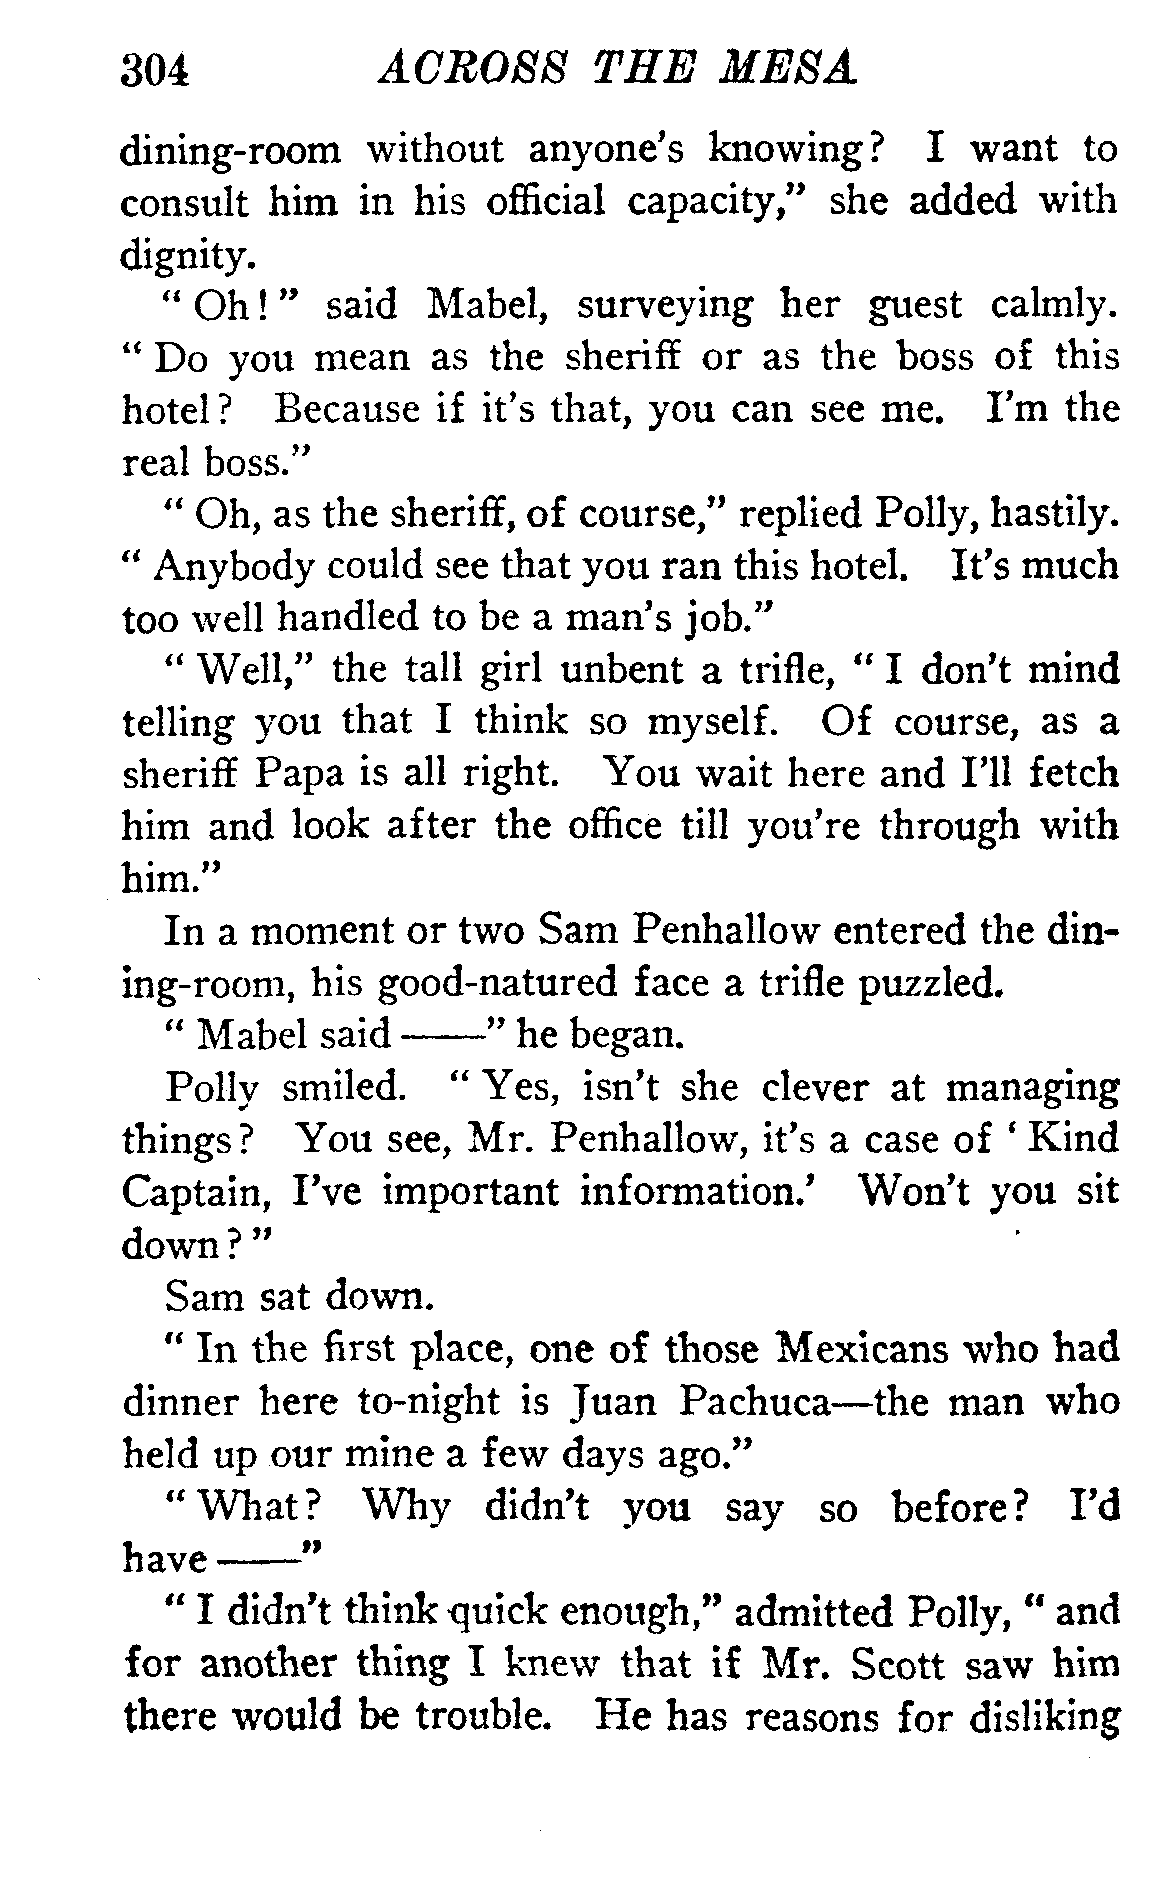 304 ACROSS THE MESA
dining-room without anyone's knowing? I want to
consult him in his official capacity," she added with
dignity.
" Oh! " said Mabel, surveying her guest calmly.
" Do you mean as the sheriff or as the boss of this
hotel? Because if it's that, you can see me. I'm the
real boss."
" Oh, as the sheriff, of course," replied Polly, hastily.
" Anybody could see that you ran this hotel. It's much
too well handled to be a man's job."
" Well," the tall girl unbent a trifle, " I don't mind
telling you that I think so myself. Of course, as a
sheriff Papa is all right. You wait here and I'll fetch
him and look after the office till you're through with
him."
In a moment or two Sam Penhallow entered the din-
ing-room, his good-natured face a trifle puzzled.
" Mabel said ——" he began.
Polly smiled. " Yes, isn't she clever at managing
things? You see, Mr. Penhallow, it's a case of ' Kind
Captain, I've important information.' Won't you sit
down? "
Sam sat down.
" In the first place, one of those Mexicans who had
dinner here to-night is Juan Pachuca—the man who
held up our mine a few days ago."
" What? Why didn't you say so before? I'd
have ——"
" I didn't think quick enough," admitted Polly, " and
for another thing I knew that if Mr. Scott saw him
there would be trouble. He has reasons for disliking